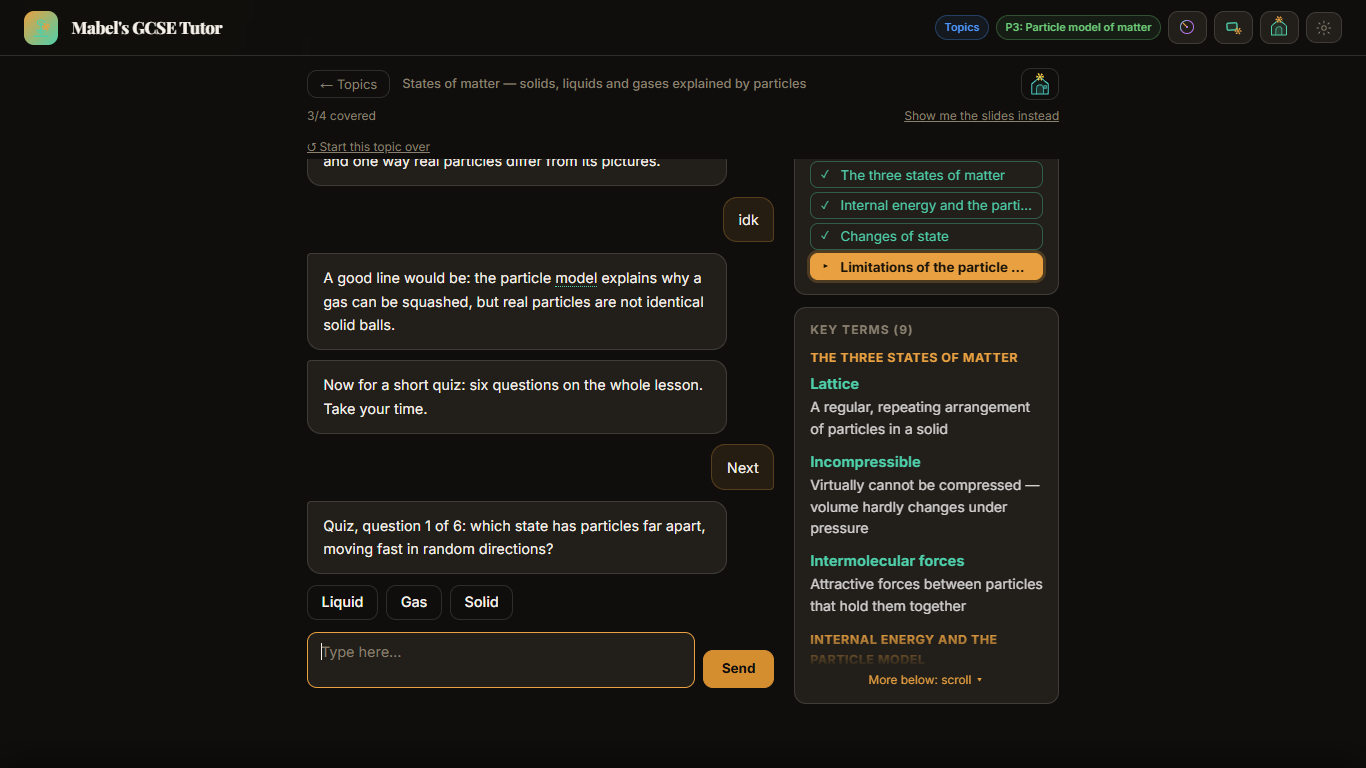 Mabel's GCSE Tutor
Topics
P3: Particle model of matter
← Topics
States of matter — solids, liquids and gases explained by particles
3/4 covered
Show me the slides instead
↺ Start this topic over
and one way real particles differ from its pictures.
idk
A good line would be: the particle model explains why a
gas can be squashed, but real particles are not identical
solid balls.
Now for a short quiz: six questions on the whole lesson.
Take your time.
Next
Quiz, question 1 of 6: which state has particles far apart,
moving fast in random directions?
Liquid
Gas
Solid
Type here...
Send
✓ The three states of matter
✓ Internal energy and the parti...
✓ Changes of state
▸ Limitations of the particle ...
KEY TERMS (9)
THE THREE STATES OF MATTER
Lattice
A regular, repeating arrangement
of particles in a solid
Incompressible
Virtually cannot be compressed —
volume hardly changes under
pressure
Intermolecular forces
Attractive forces between particles
that hold them together
INTERNAL ENERGY AND THE
PARTICLE MODEL
More below: scroll ▾